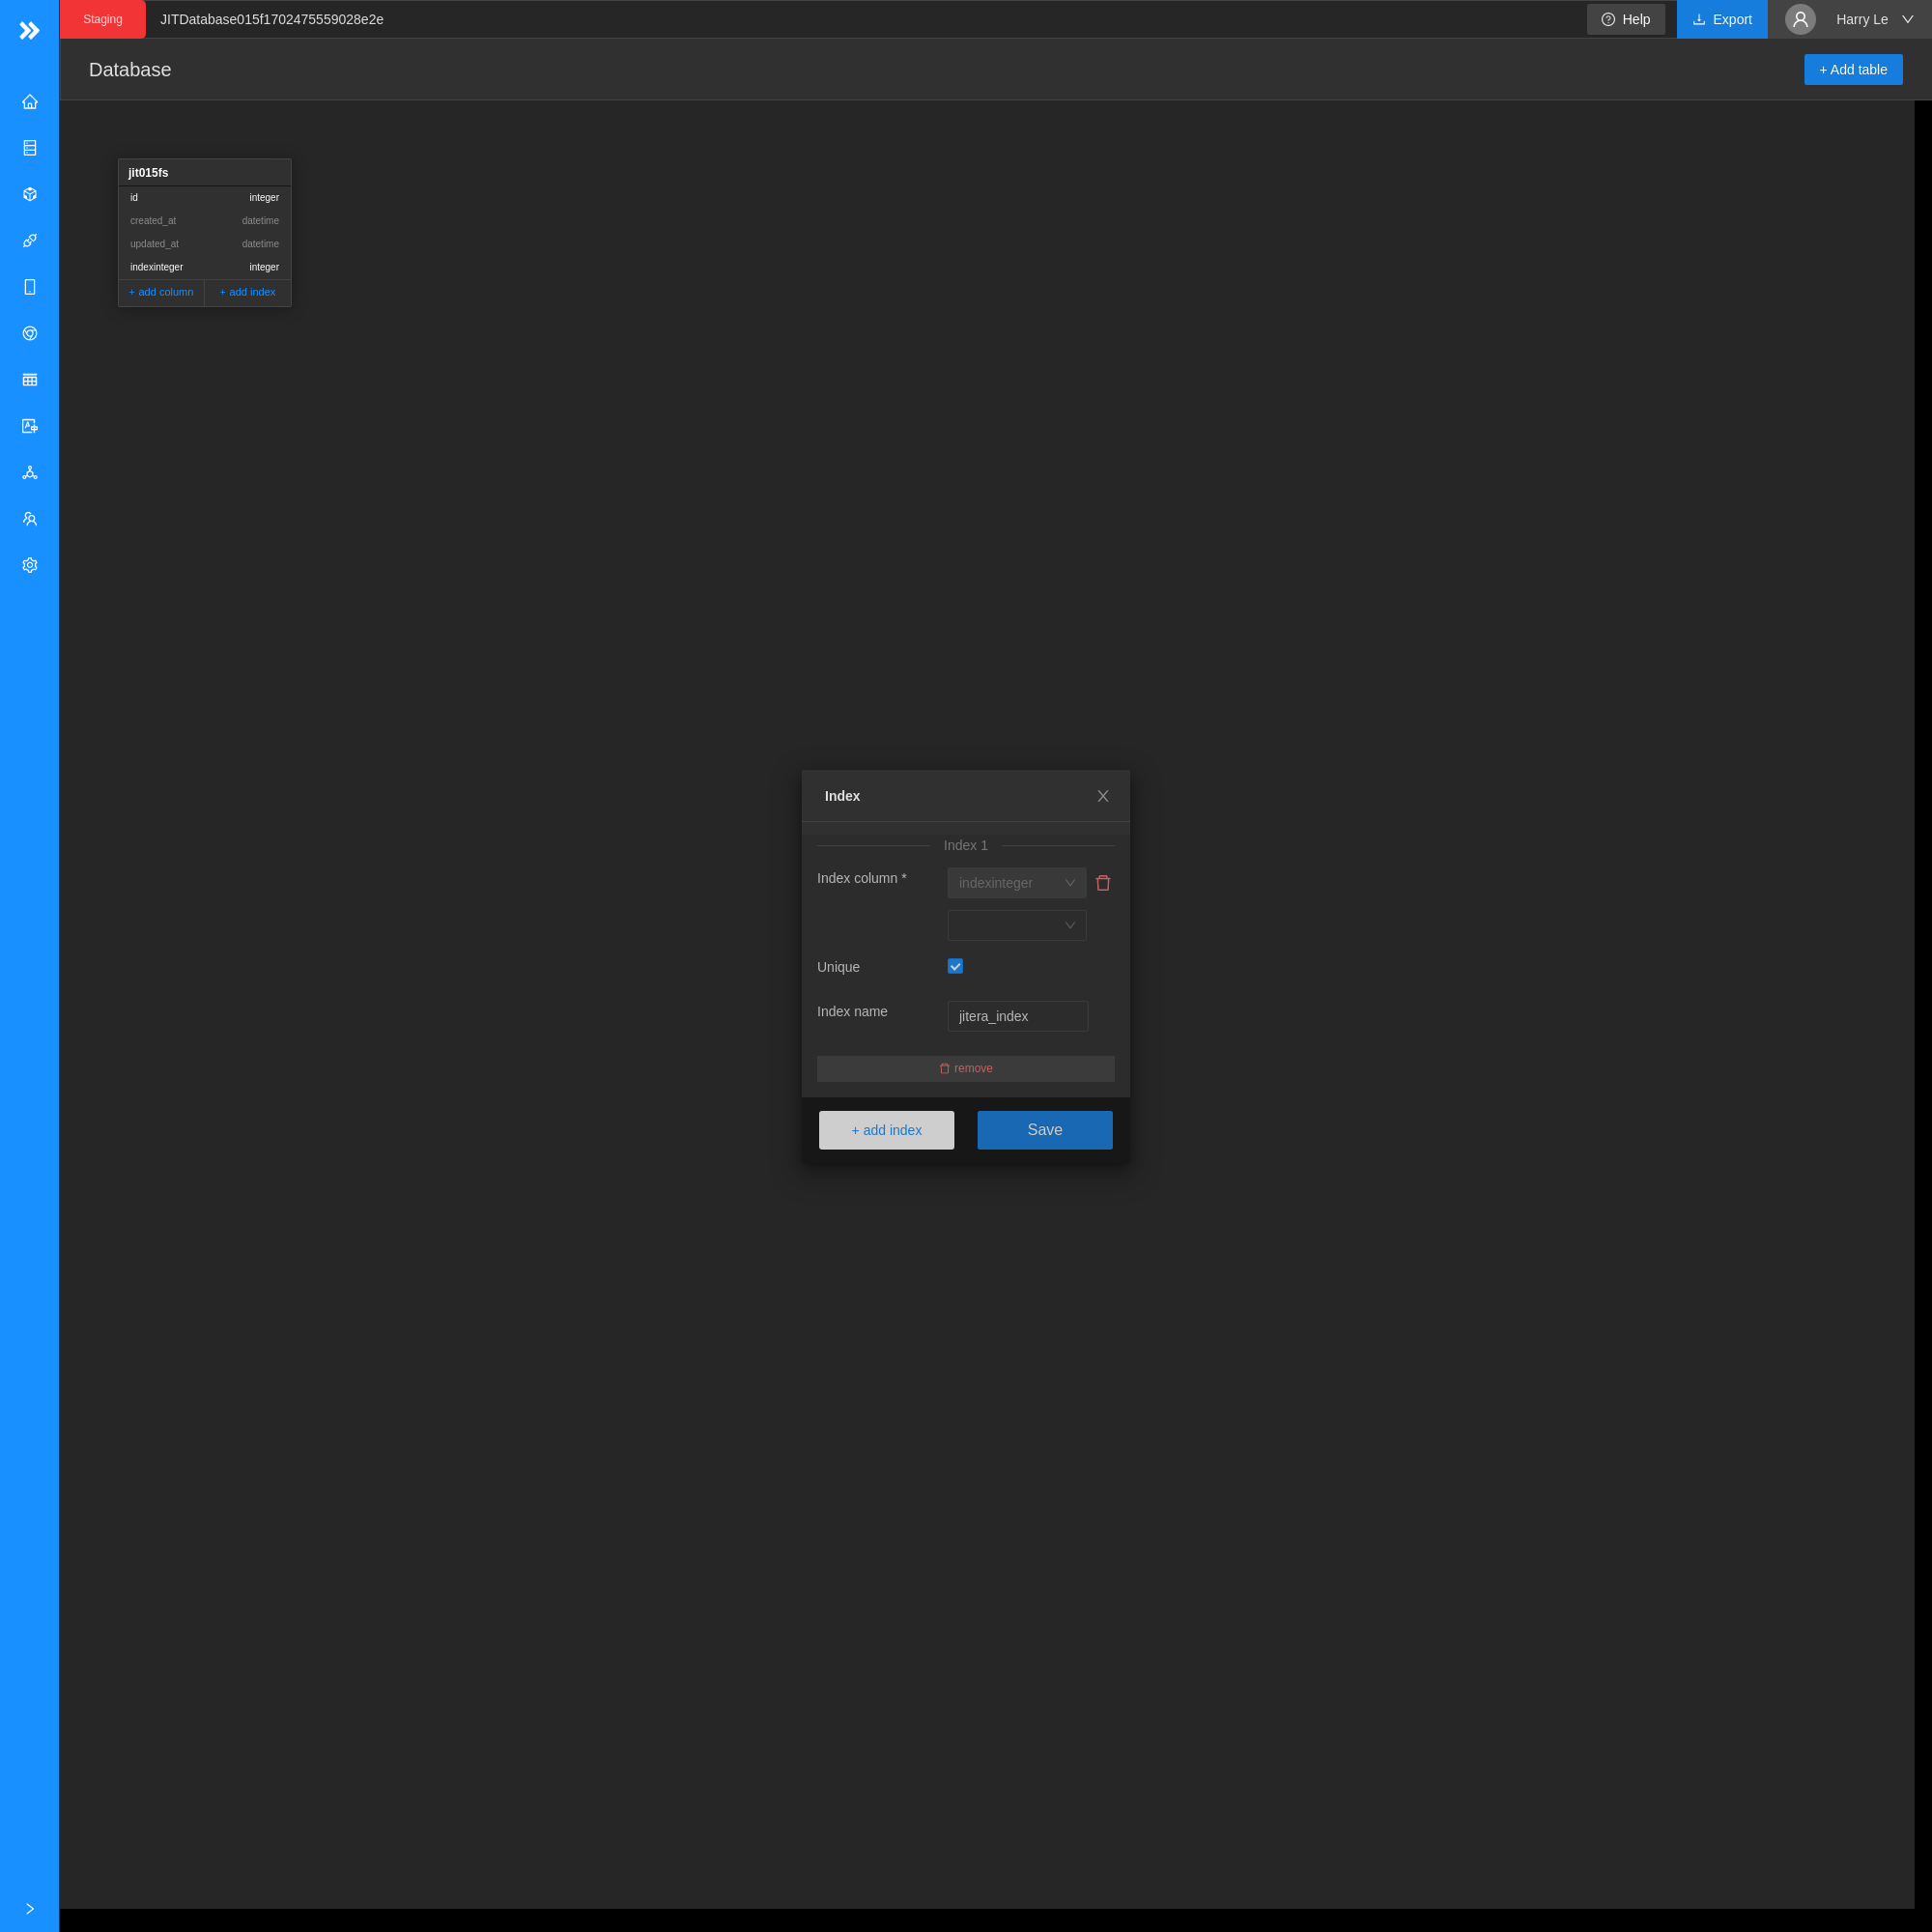 Staging JITDatabase015f1702475559028e2e Help Export Harry Le
Database + Add table
jit015fs
id integer
created_at datetime
updated_at datetime
indexinteger integer
+ add column + add index
Index
Index 1
Index column * indexinteger
Unique
Index name jitera_index
remove
+ add index Save